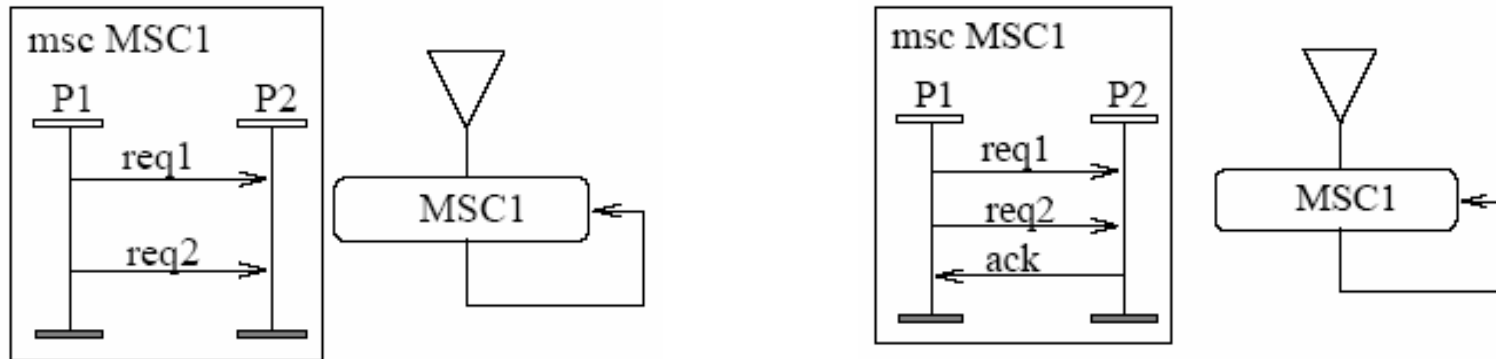 msc MSC1
P1 P2
req1
req2
MSC1
msc MSC1
P1 P2
req1
req2
ack
MSC1